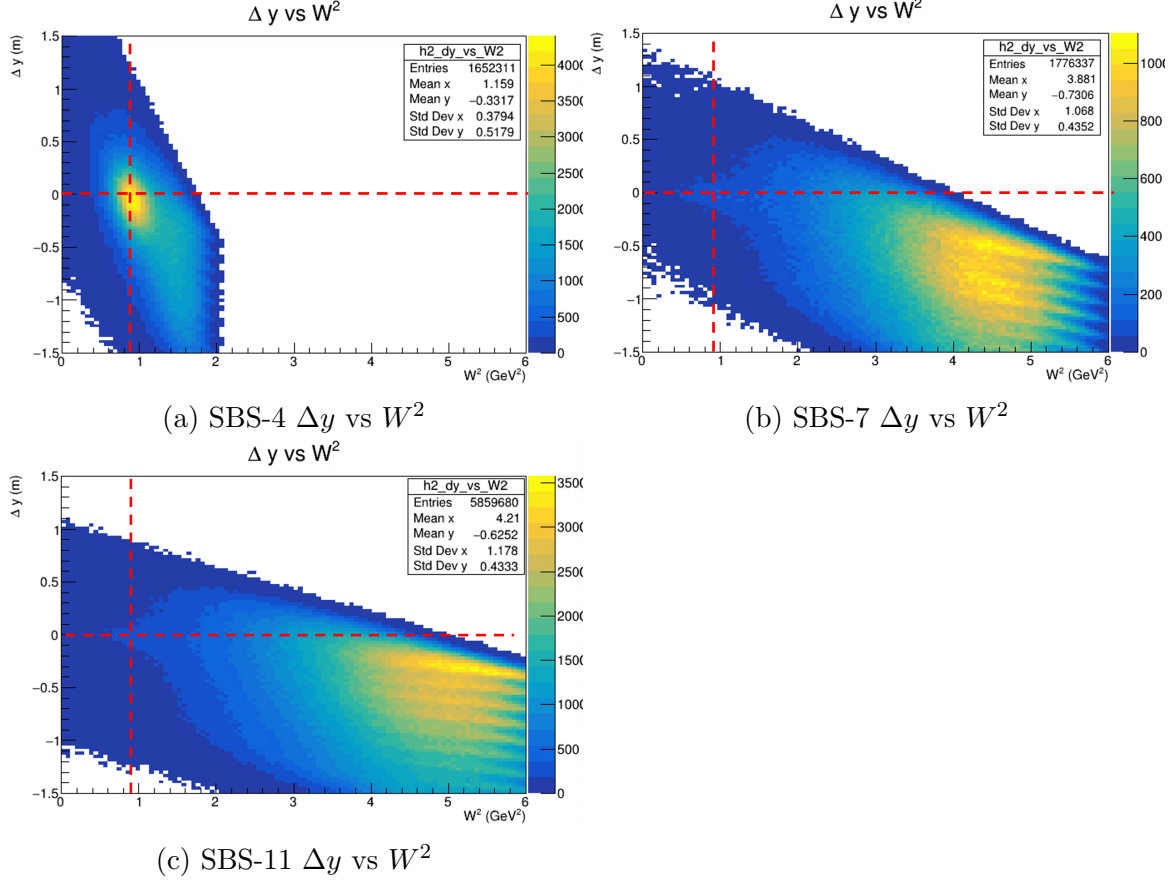 Δ y vs W²
Δ y (m)
1.5
1
0.5
0
−0.5
−1
−1.5
h2_dy_vs_W2
Entries 1652311
Mean x 1.159
Mean y −0.3317
Std Dev x 0.3794
Std Dev y 0.5179
4000
3500
3000
2500
2000
1500
1000
500
0
0 1 2 3 4 5 6
W² (GeV²)
(a) SBS-4 Δy vs W²
Δ y vs W²
Δ y (m)
1.5
1
0.5
0
−0.5
−1
−1.5
h2_dy_vs_W2
Entries 1776337
Mean x 3.881
Mean y −0.7306
Std Dev x 1.068
Std Dev y 0.4352
1000
800
600
400
200
0
0 1 2 3 4 5 6
W² (GeV²)
(b) SBS-7 Δy vs W²
Δ y vs W²
Δ y (m)
1.5
1
0.5
0
−0.5
−1
−1.5
h2_dy_vs_W2
Entries 5859680
Mean x 4.21
Mean y −0.6252
Std Dev x 1.178
Std Dev y 0.4333
3500
3000
2500
2000
1500
1000
500
0
0 1 2 3 4 5 6
W² (GeV²)
(c) SBS-11 Δy vs W²